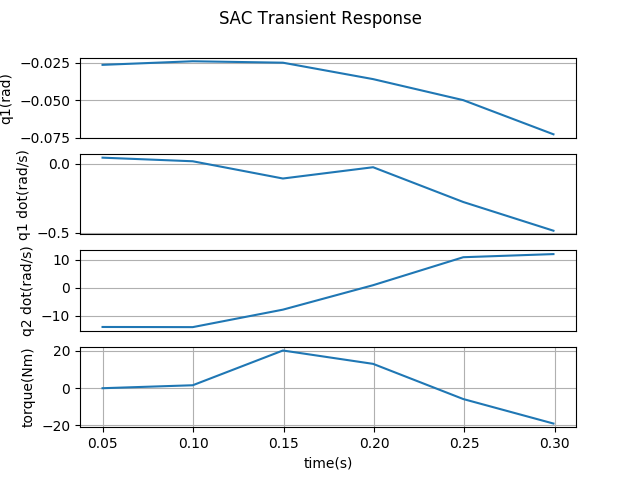 SAC Transient Response
−0.025
−0.050
−0.075
q1(rad)
0.0
−0.5
q1 dot(rad/s)
10
0
−10
q2 dot(rad/s)
20
0
−20
torque(Nm)
0.05 0.10 0.15 0.20 0.25 0.30
time(s)